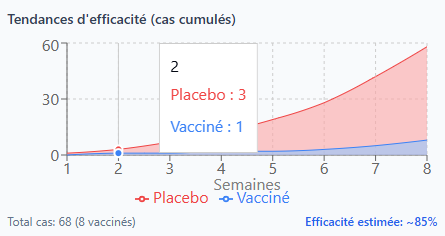 Tendances d'efficacité (cas cumulés)
60
2
Placebo : 3
30
Vacciné : 1
0
1 2 3 4 5 6 7 8
Semaines
Placebo Vacciné
Total cas: 68 (8 vaccinés) Efficacité estimée: ~85%